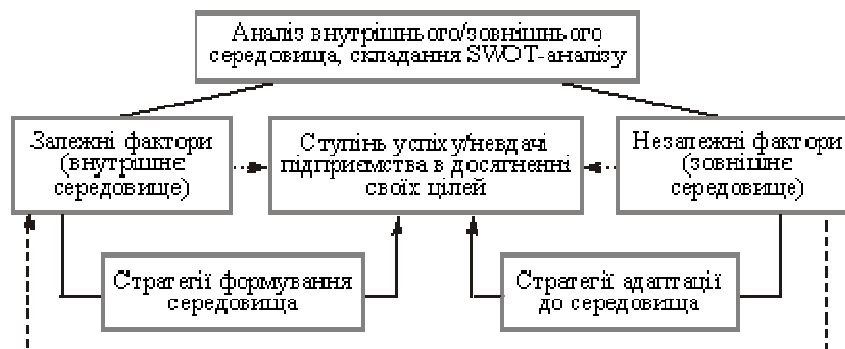 Аналіз внутрішнього/зовнішнього
середовища, складання SWOT-аналізу
Залежні фактори
(внутрішнє
середовище)
Ступінь успіху/невдачі
підприємства в досягненні
своїх цілей
Незалежні фактори
(зовнішнє
середовище)
Стратегії формування
середовища
Стратегії адаптації
до середовища